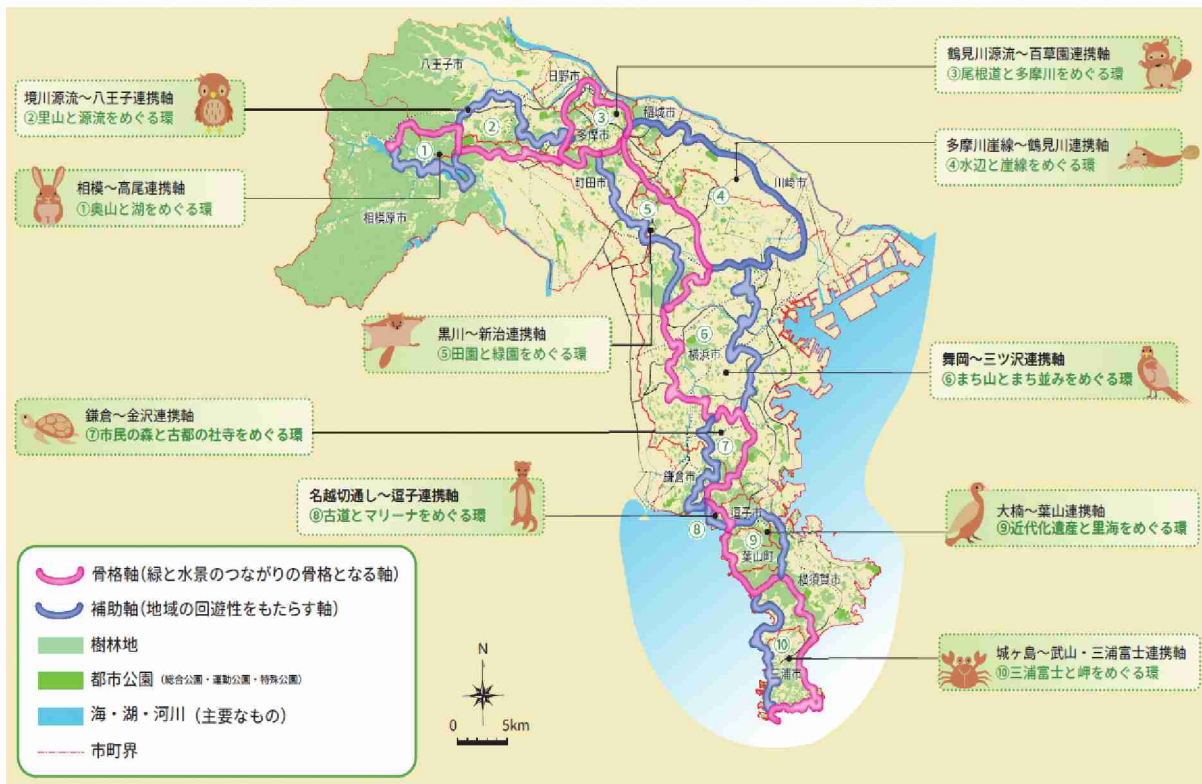 境川源流～八王子連携軸
②里山と源流をめぐる環
相模～高尾連携軸
①奥山と湖をめぐる環
鶴見川源流～百草園連携軸
③尾根道と多摩川をめぐる環
多摩川崖線～鶴見川連携軸
④水辺と崖線をめぐる環
黒川～新治連携軸
⑤田園と緑園をめぐる環
舞岡～三ツ沢連携軸
⑥まち山とまち並みをめぐる環
鎌倉～金沢連携軸
⑦市民の森と古都の社寺をめぐる環
名越切通し～逗子連携軸
⑧古道とマリーナをめぐる環
大楠～葉山連携軸
⑨近代化遺産と里海をめぐる環
城ヶ島～武山・三浦富士連携軸
⑩三浦富士と岬をめぐる環
八王子市
日野市
稲城市
多摩市
町田市
川崎市
相模原市
横浜市
鎌倉市
逗子市
葉山町
横須賀市
三浦市
①
②
③
④
⑤
⑥
⑦
⑧
⑨
⑩
骨格軸(緑と水景のつながりの骨格となる軸)
補助軸(地域の回遊性をもたらす軸)
樹林地
都市公園（総合公園・運動公園・特殊公園）
海・湖・河川（主要なもの）
市町界
N
0 5km